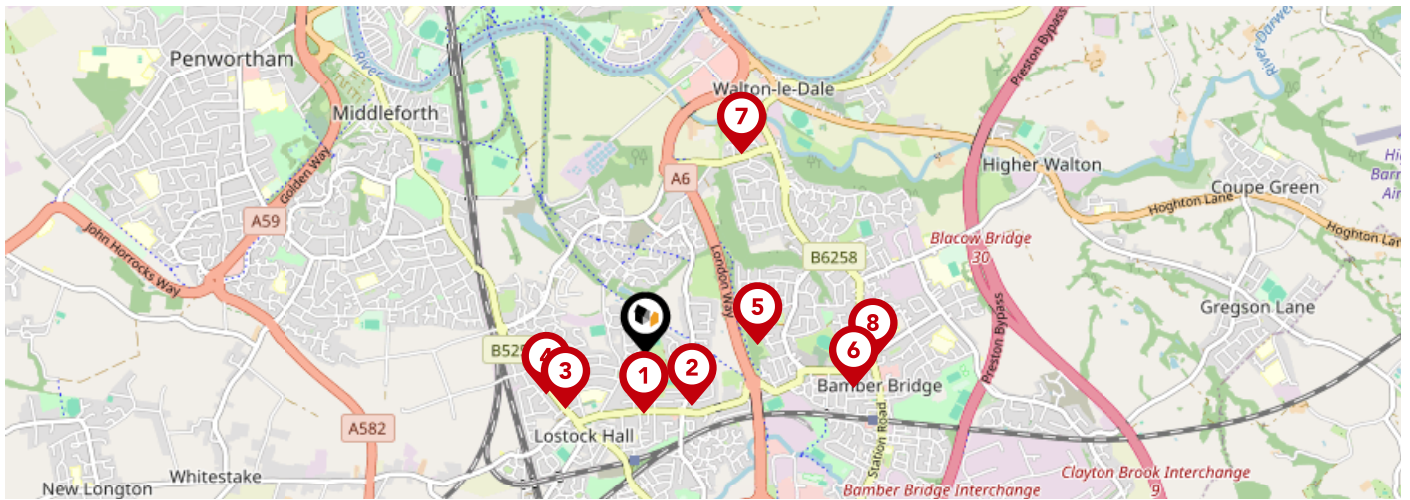 Penwortham
River
Walton-le-Dale
Preston Bypass
River Darwen
Middleforth
7
Higher Walton
Golden Way
A6
Coupe Green
A59
Hoghton Lane
John Horrocks Way
Hoghton Lan
London Way
B6258
Blacow Bridge
30
Preston Bypass
Gregson Lane
5
8
B525
4
3
1
2
6
Bamber Bridge
A582
Lostock Hall
Station Road
Whitestake
New Longton
Clayton Brook Interchange
9
Bamber Bridge Interchange